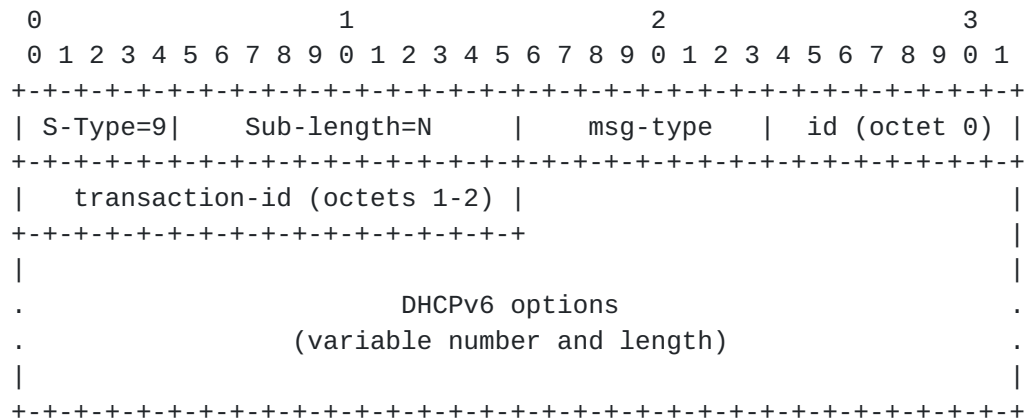 0                   1                   2                   3
 0 1 2 3 4 5 6 7 8 9 0 1 2 3 4 5 6 7 8 9 0 1 2 3 4 5 6 7 8 9 0 1
+-+-+-+-+-+-+-+-+-+-+-+-+-+-+-+-+-+-+-+-+-+-+-+-+-+-+-+-+-+-+-+-+
| S-Type=9|    Sub-length=N     |    msg-type   |  id (octet 0) |
+-+-+-+-+-+-+-+-+-+-+-+-+-+-+-+-+-+-+-+-+-+-+-+-+-+-+-+-+-+-+-+-+
|   transaction-id (octets 1-2) |                               |
+-+-+-+-+-+-+-+-+-+-+-+-+-+-+-+-+                               |
|                                                               |
.                        DHCPv6 options                         .
.                 (variable number and length)                  .
|                                                               |
+-+-+-+-+-+-+-+-+-+-+-+-+-+-+-+-+-+-+-+-+-+-+-+-+-+-+-+-+-+-+-+-+